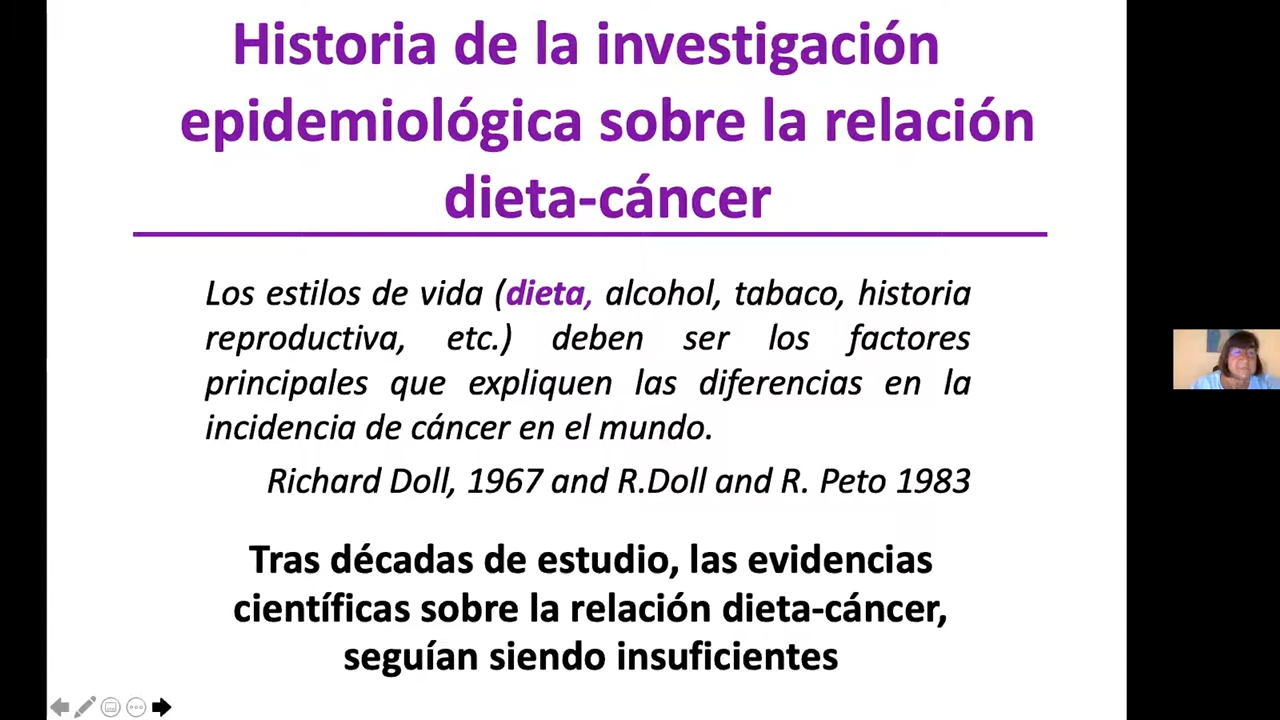 Historia de la investigación
epidemiológica sobre la relación
dieta-cáncer
Los estilos de vida (dieta, alcohol, tabaco, historia
reproductiva, etc.) deben ser los factores
principales que expliquen las diferencias en la
incidencia de cáncer en el mundo.
Richard Doll, 1967 and R.Doll and R. Peto 1983
Tras décadas de estudio, las evidencias
científicas sobre la relación dieta-cáncer,
seguían siendo insuficientes